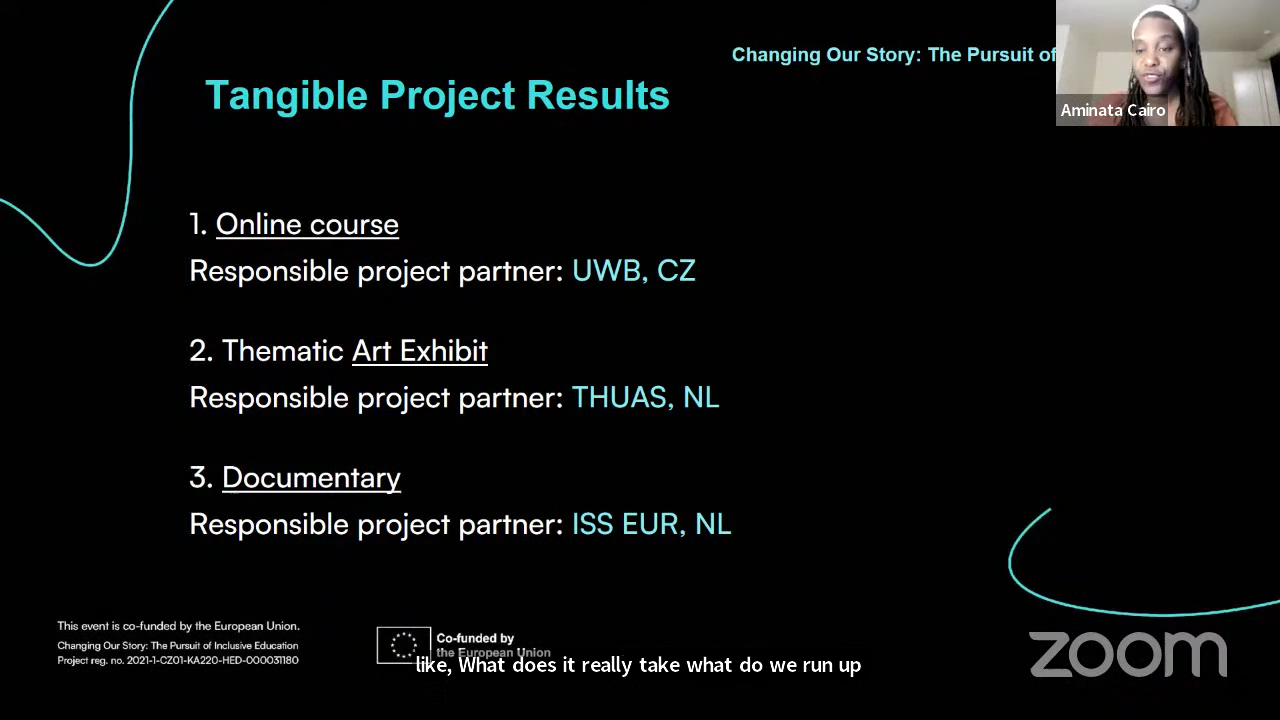 Changing Our Story: The Pursuit of
Aminata Cairo
Tangible Project Results
1. Online course
Responsible project partner: UWB, CZ
2. Thematic Art Exhibit
Responsible project partner: THUAS, NL
3. Documentary
Responsible project partner: ISS EUR, NL
This event is co-funded by the European Union.
Changing Our Story: The Pursuit of Inclusive Education
Project reg. no. 2021-1-CZ01-KA220-HED-000031180
Co-funded by
the European Union
like, What does it really take what do we run up
zoom